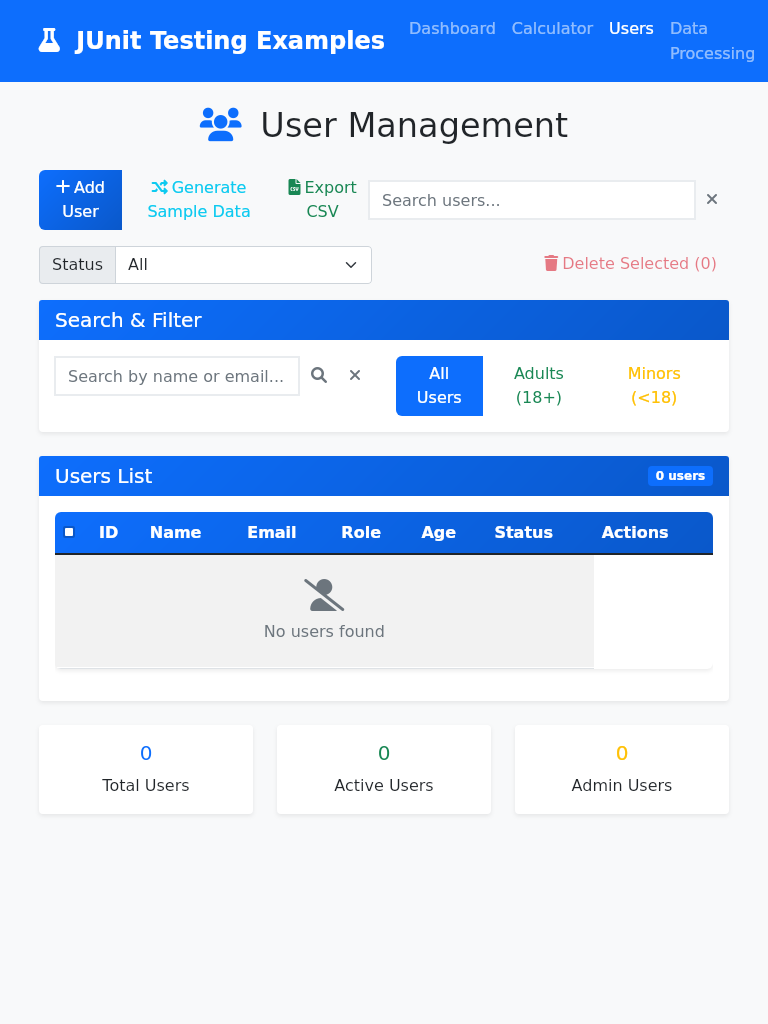 JUnit Testing Examples
Dashboard Calculator Users Data
Processing
User Management
Add
User
Generate
Sample Data
Export
CSV
Search users...
Status All
Delete Selected (0)
Search & Filter
Search by name or email...
All
Users
Adults
(18+)
Minors
(<18)
Users List
0 users
ID Name Email Role Age Status Actions
No users found
0
Total Users
0
Active Users
0
Admin Users